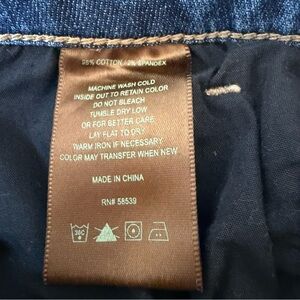 98% COTTON / 2% SPANDEX
MACHINE WASH COLD
INSIDE OUT TO RETAIN COLOR
DO NOT BLEACH
TUMBLE DRY LOW
OR FOR BETTER CARE
LAY FLAT TO DRY
WARM IRON IF NECESSARY
COLOR MAY TRANSFER WHEN NEW
MADE IN CHINA
RN# 58539
30C